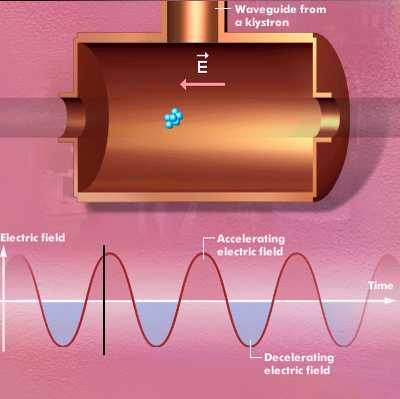 Waveguide from
a klystron
E
Electric field
Accelerating
electric field
Time
Decelerating
electric field